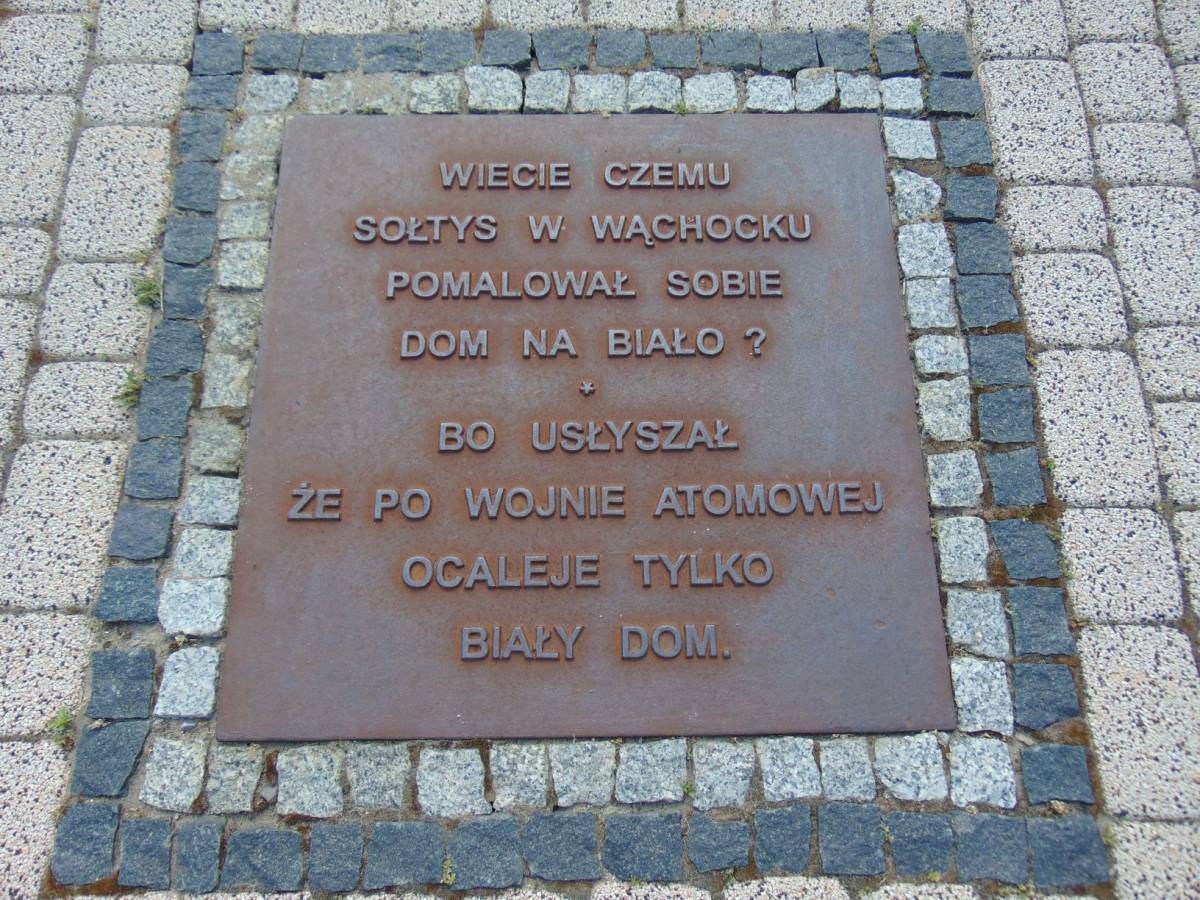 WIECIE CZEMU
SOŁTYS W WĄCHOCKU
POMALOWAŁ SOBIE
DOM NA BIAŁO ?
*
BO USŁYSZAŁ
ŻE PO WOJNIE ATOMOWEJ
OCALEJE TYLKO
BIAŁY DOM.